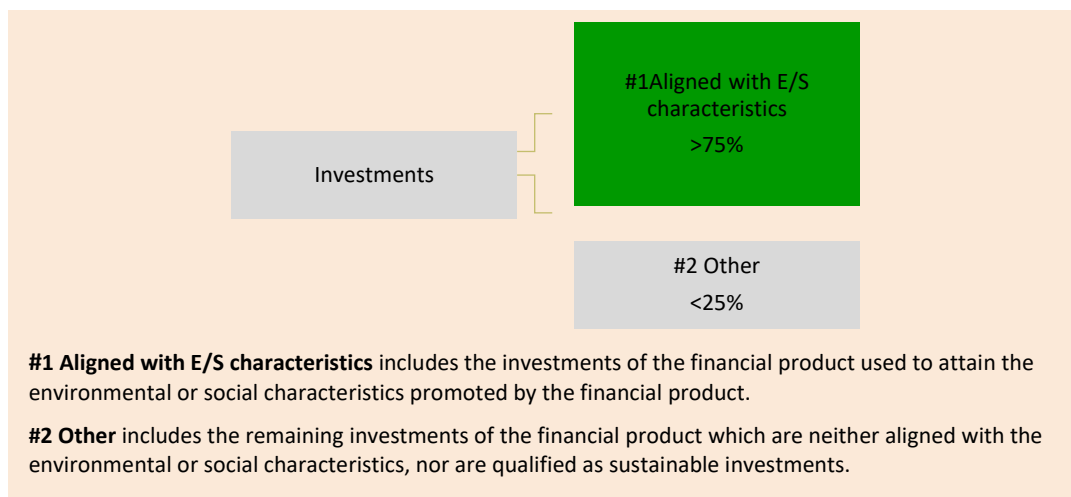 #1Aligned with E/S
characteristics
>75%
Investments
#2 Other
<25%
#1 Aligned with E/S characteristics includes the investments of the financial product used to attain the
environmental or social characteristics promoted by the financial product.
#2 Other includes the remaining investments of the financial product which are neither aligned with the
environmental or social characteristics, nor are qualified as sustainable investments.